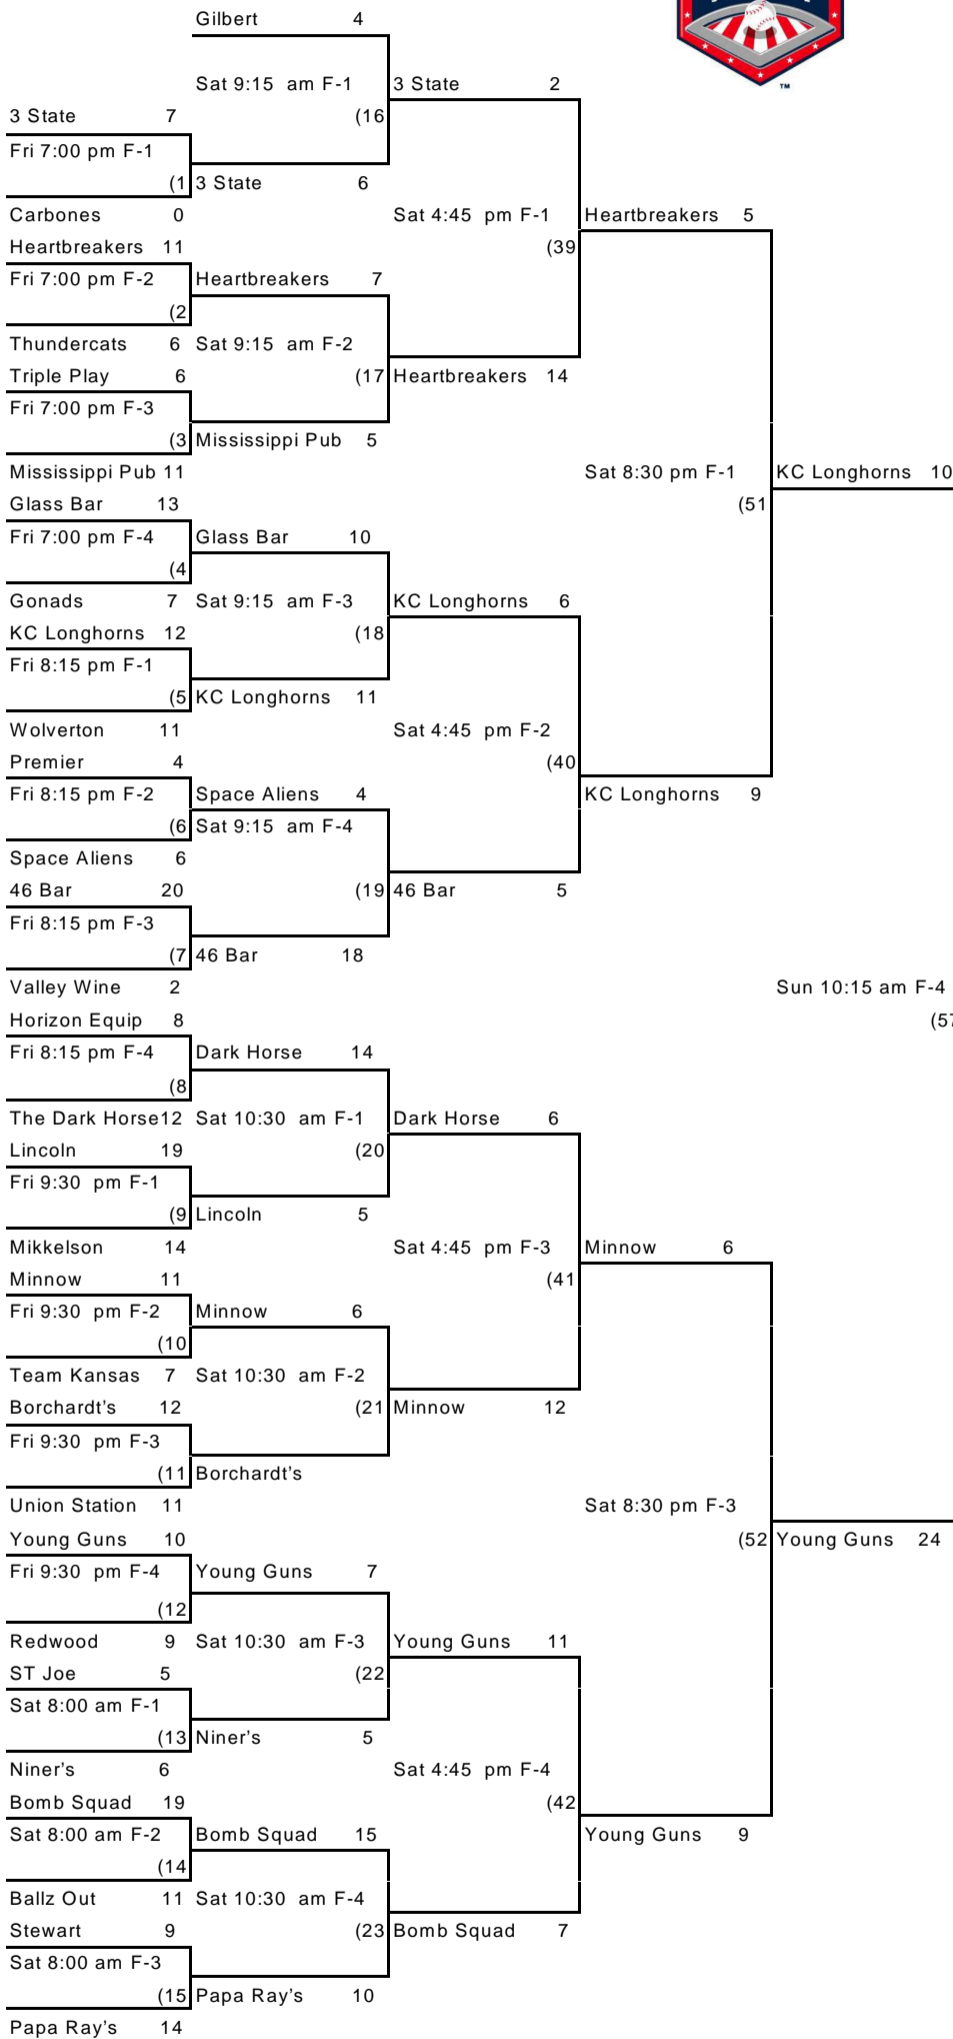 Gilbert 4
Sat 9:15 am F-1
3 State 2
TM
3 State 7
(16
Fri 7:00 pm F-1
(1
3 State 6
Carbones 0
Sat 4:45 pm F-1
Heartbreakers 5
Heartbreakers 11
(39
Fri 7:00 pm F-2
Heartbreakers 7
(2
Thundercats 6
Sat 9:15 am F-2
Triple Play 6
(17
Heartbreakers 14
Fri 7:00 pm F-3
(3
Mississippi Pub 5
Mississippi Pub 11
Sat 8:30 pm F-1
KC Longhorns 10
Glass Bar 13
(51
Fri 7:00 pm F-4
Glass Bar 10
(4
Gonads 7
Sat 9:15 am F-3
KC Longhorns 6
KC Longhorns 12
(18
Fri 8:15 pm F-1
(5
KC Longhorns 11
Wolverton 11
Sat 4:45 pm F-2
Premier 4
(40
Fri 8:15 pm F-2
Space Aliens 4
KC Longhorns 9
(6
Sat 9:15 am F-4
Space Aliens 6
46 Bar 20
(19
46 Bar 5
Fri 8:15 pm F-3
(7
46 Bar 18
Valley Wine 2
Sun 10:15 am F-4
Horizon Equip 8
(57
Fri 8:15 pm F-4
Dark Horse 14
(8
The Dark Horse12
Sat 10:30 am F-1
Dark Horse 6
Lincoln 19
(20
Fri 9:30 pm F-1
(9
Lincoln 5
Mikkelson 14
Sat 4:45 pm F-3
Minnow 6
Minnow 11
(41
Fri 9:30 pm F-2
Minnow 6
(10
Team Kansas 7
Sat 10:30 am F-2
Borchardt's 12
(21
Minnow 12
Fri 9:30 pm F-3
(11
Borchardt's
Union Station 11
Sat 8:30 pm F-3
Young Guns 10
(52
Young Guns 24
Fri 9:30 pm F-4
Young Guns 7
(12
Redwood 9
Sat 10:30 am F-3
Young Guns 11
ST Joe 5
(22
Sat 8:00 am F-1
(13
Niner's 5
Niner's 6
Sat 4:45 pm F-4
Bomb Squad 19
(42
Sat 8:00 am F-2
Bomb Squad 15
Young Guns 9
(14
Ballz Out 11
Sat 10:30 am F-4
Stewart 9
(23
Bomb Squad 7
Sat 8:00 am F-3
(15
Papa Ray's 10
Papa Ray's 14